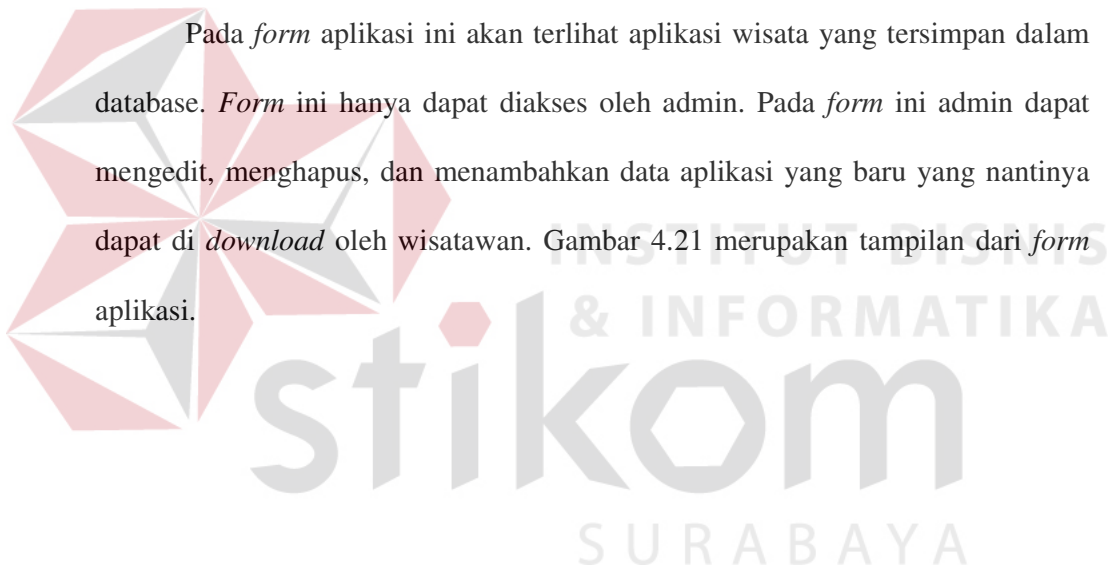 Pada form aplikasi ini akan terlihat aplikasi wisata yang tersimpan dalam
database. Form ini hanya dapat diakses oleh admin. Pada form ini admin dapat
mengedit, menghapus, dan menambahkan data aplikasi yang baru yang nantinya
dapat di download oleh wisatawan. Gambar 4.21 merupakan tampilan dari form
aplikasi.
INSTITUT BISNIS
& INFORMATIKA
stikom
SURABAYA